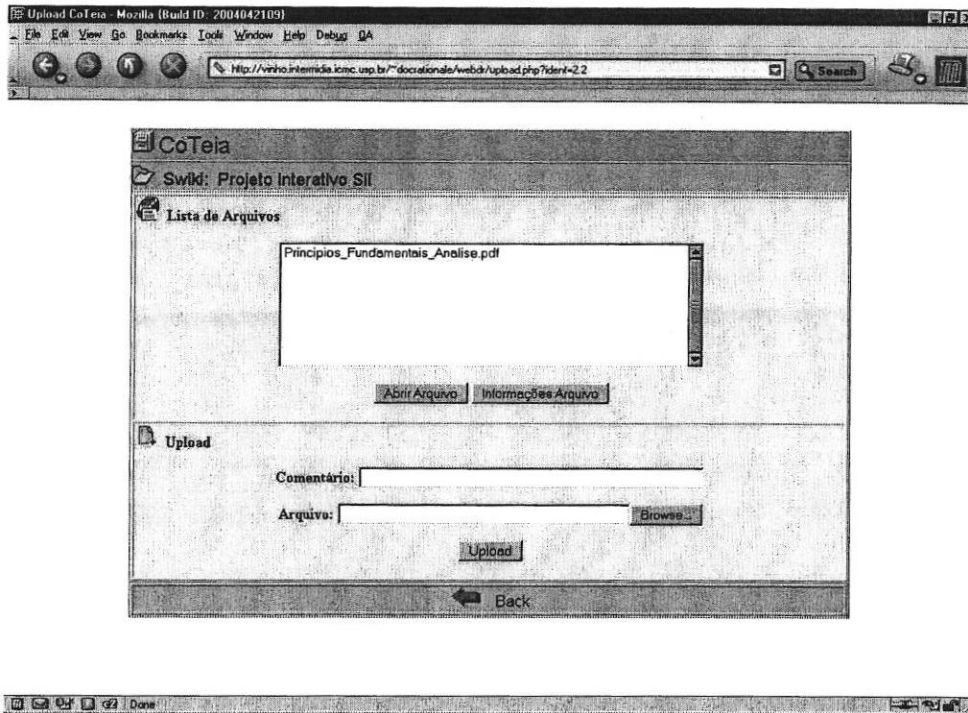 Upload CoTeia - Mozilla {Build ID: 2004042109}
File Edit View Go Bookmarks Tools Window Help Debug QA
http://vinho.intermidia.icmc.usp.br/~docrationale/webdr/upload.php?ident=2.2 Search
CoTeia
Swiki: Projeto Interativo SII
Lista de Arquivos
Principios_Fundamentais_Analise.pdf
Abrir Arquivo Informações Arquivo
Upload
Comentário:
Arquivo: Browse...
Upload
Back
Done